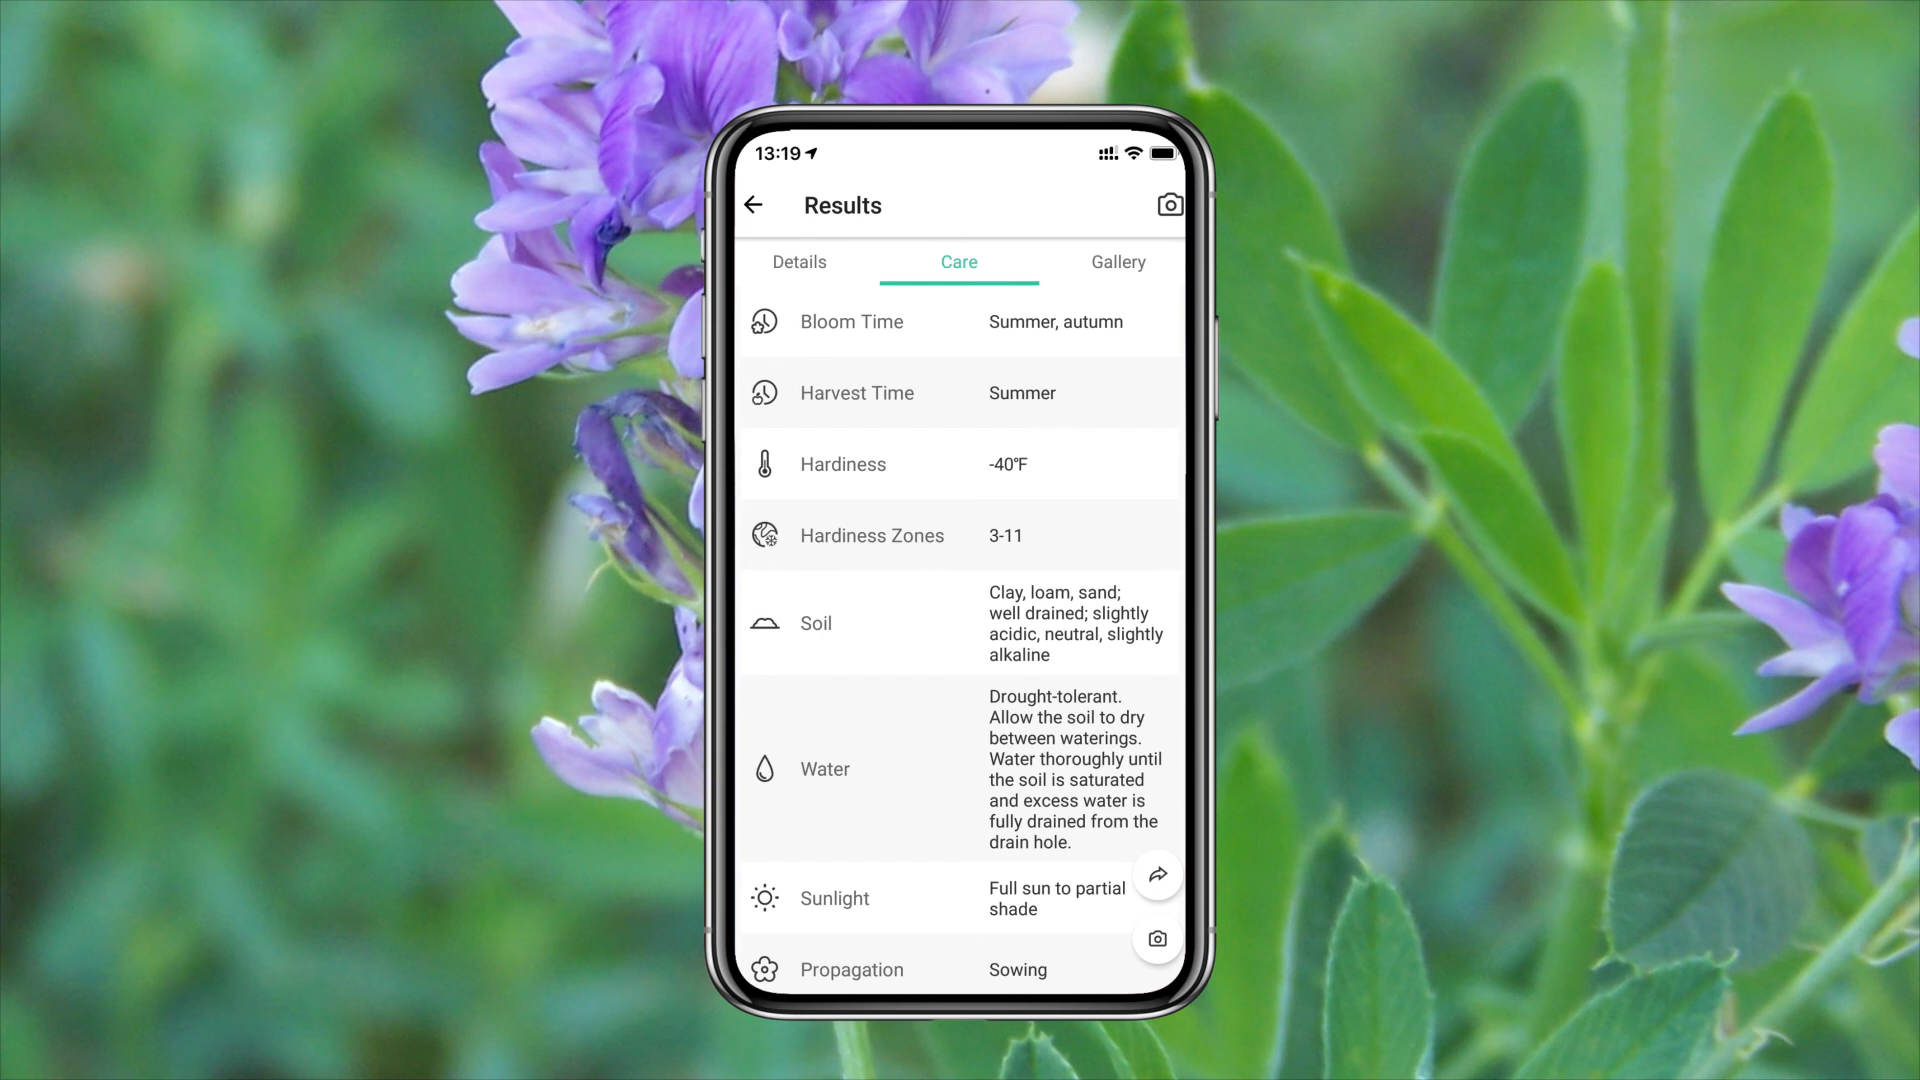 13:19
Results
Details Care Gallery
Bloom Time Summer, autumn
Harvest Time Summer
Hardiness -40°F
Hardiness Zones 3-11
Soil
Clay, loam, sand;
well drained; slightly
acidic, neutral, slightly
alkaline
Water
Drought-tolerant.
Allow the soil to dry
between waterings.
Water thoroughly until
the soil is saturated
and excess water is
fully drained from the
drain hole.
Sunlight
Full sun to partial
shade
Propagation Sowing